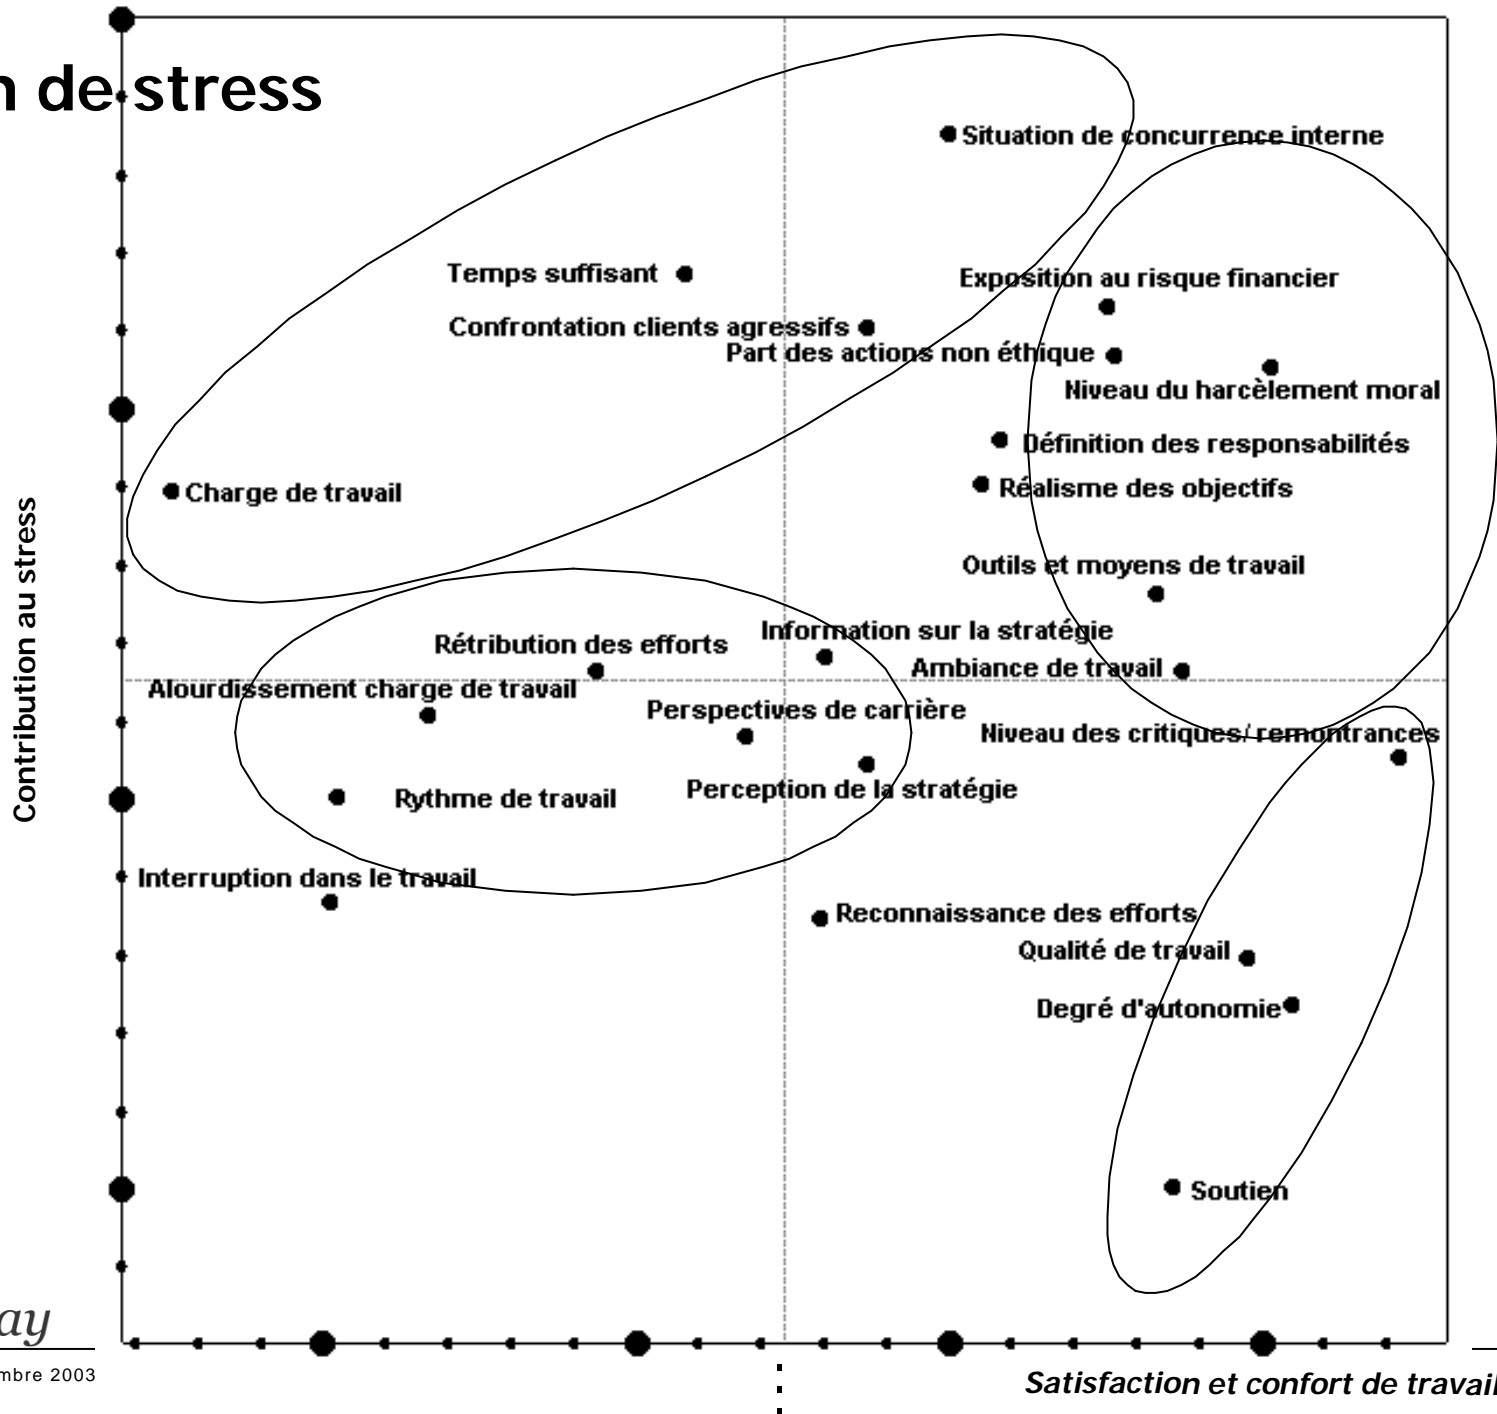 n de stress
Situation de concurrence interne
Temps suffisant
Exposition au risque financier
Confrontation clients agressifs
Part des actions non éthique
Niveau du harcèlement moral
Définition des responsabilités
Réalisme des objectifs
Charge de travail
Outils et moyens de travail
Contribution au stress
Information sur la stratégie
Rétribution des efforts
Ambiance de travail
Alourdissement charge de travail
Perspectives de carrière
Niveau des critiques/remontrances
Perception de la stratégie
Rythme de travail
Interruption dans le travail
Reconnaissance des efforts
Qualité de travail
Degré d'autonomie
Soutien
ay
mbre 2003
Satisfaction et confort de travail